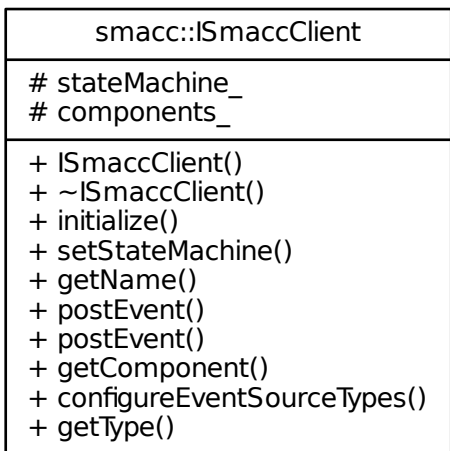 smacc::ISmaccClient
# stateMachine_
# components_
+ ISmaccClient()
+ ~ISmaccClient()
+ initialize()
+ setStateMachine()
+ getName()
+ postEvent()
+ postEvent()
+ getComponent()
+ configureEventSourceTypes()
+ getType()